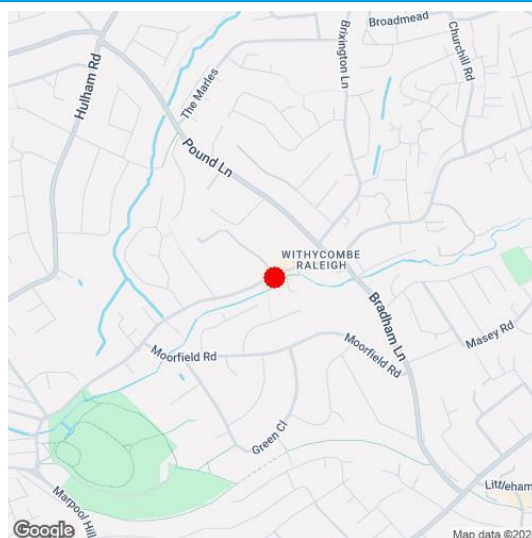 Broadmead
Churchill Rd
Brixington Ln
Hulham Rd
The Marles
Pound Ln
WITHYCOMBE
RALEIGH
Bradham Ln
Masey Rd
Moorfield Rd
Moorfield Rd
Green Cl
Marpool Hill
Littleham
Google
Map data ©202